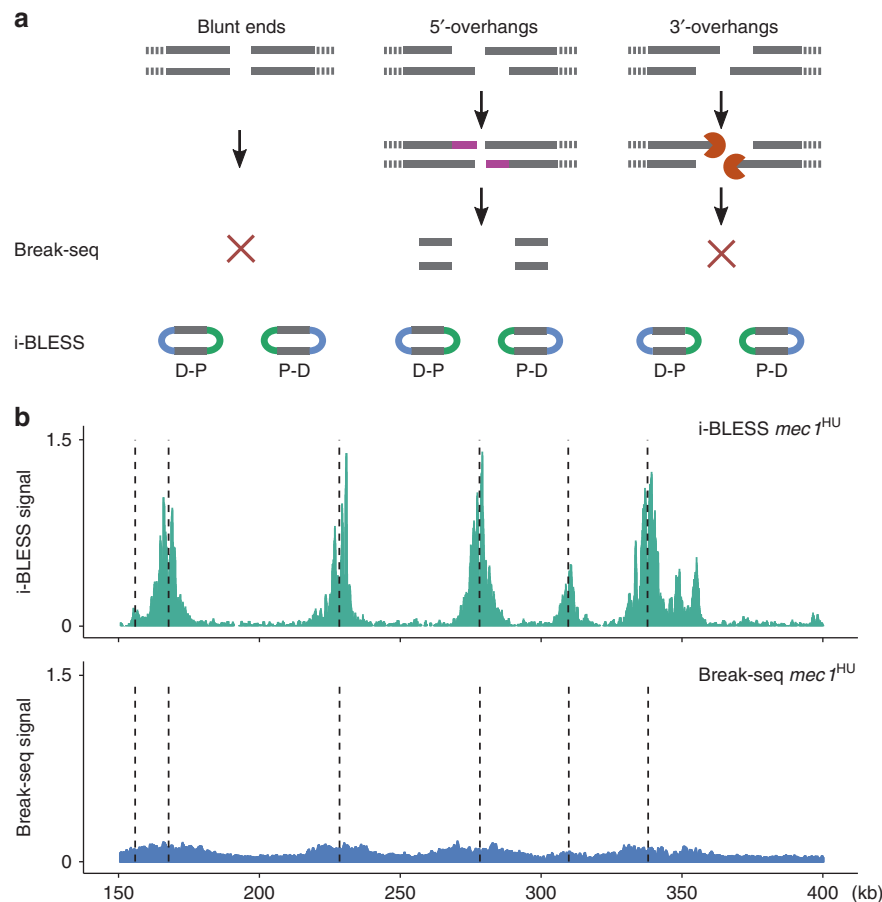 a
Blunt ends
5′-overhangs
3′-overhangs
Break-seq
i-BLESS
D-P
P-D
D-P
P-D
D-P
P-D
b
i-BLESS mec1HU
1.5
i-BLESS signal
0
Break-seq mec1HU
1.5
Break-seq signal
0
150 200 250 300 350 400 (kb)